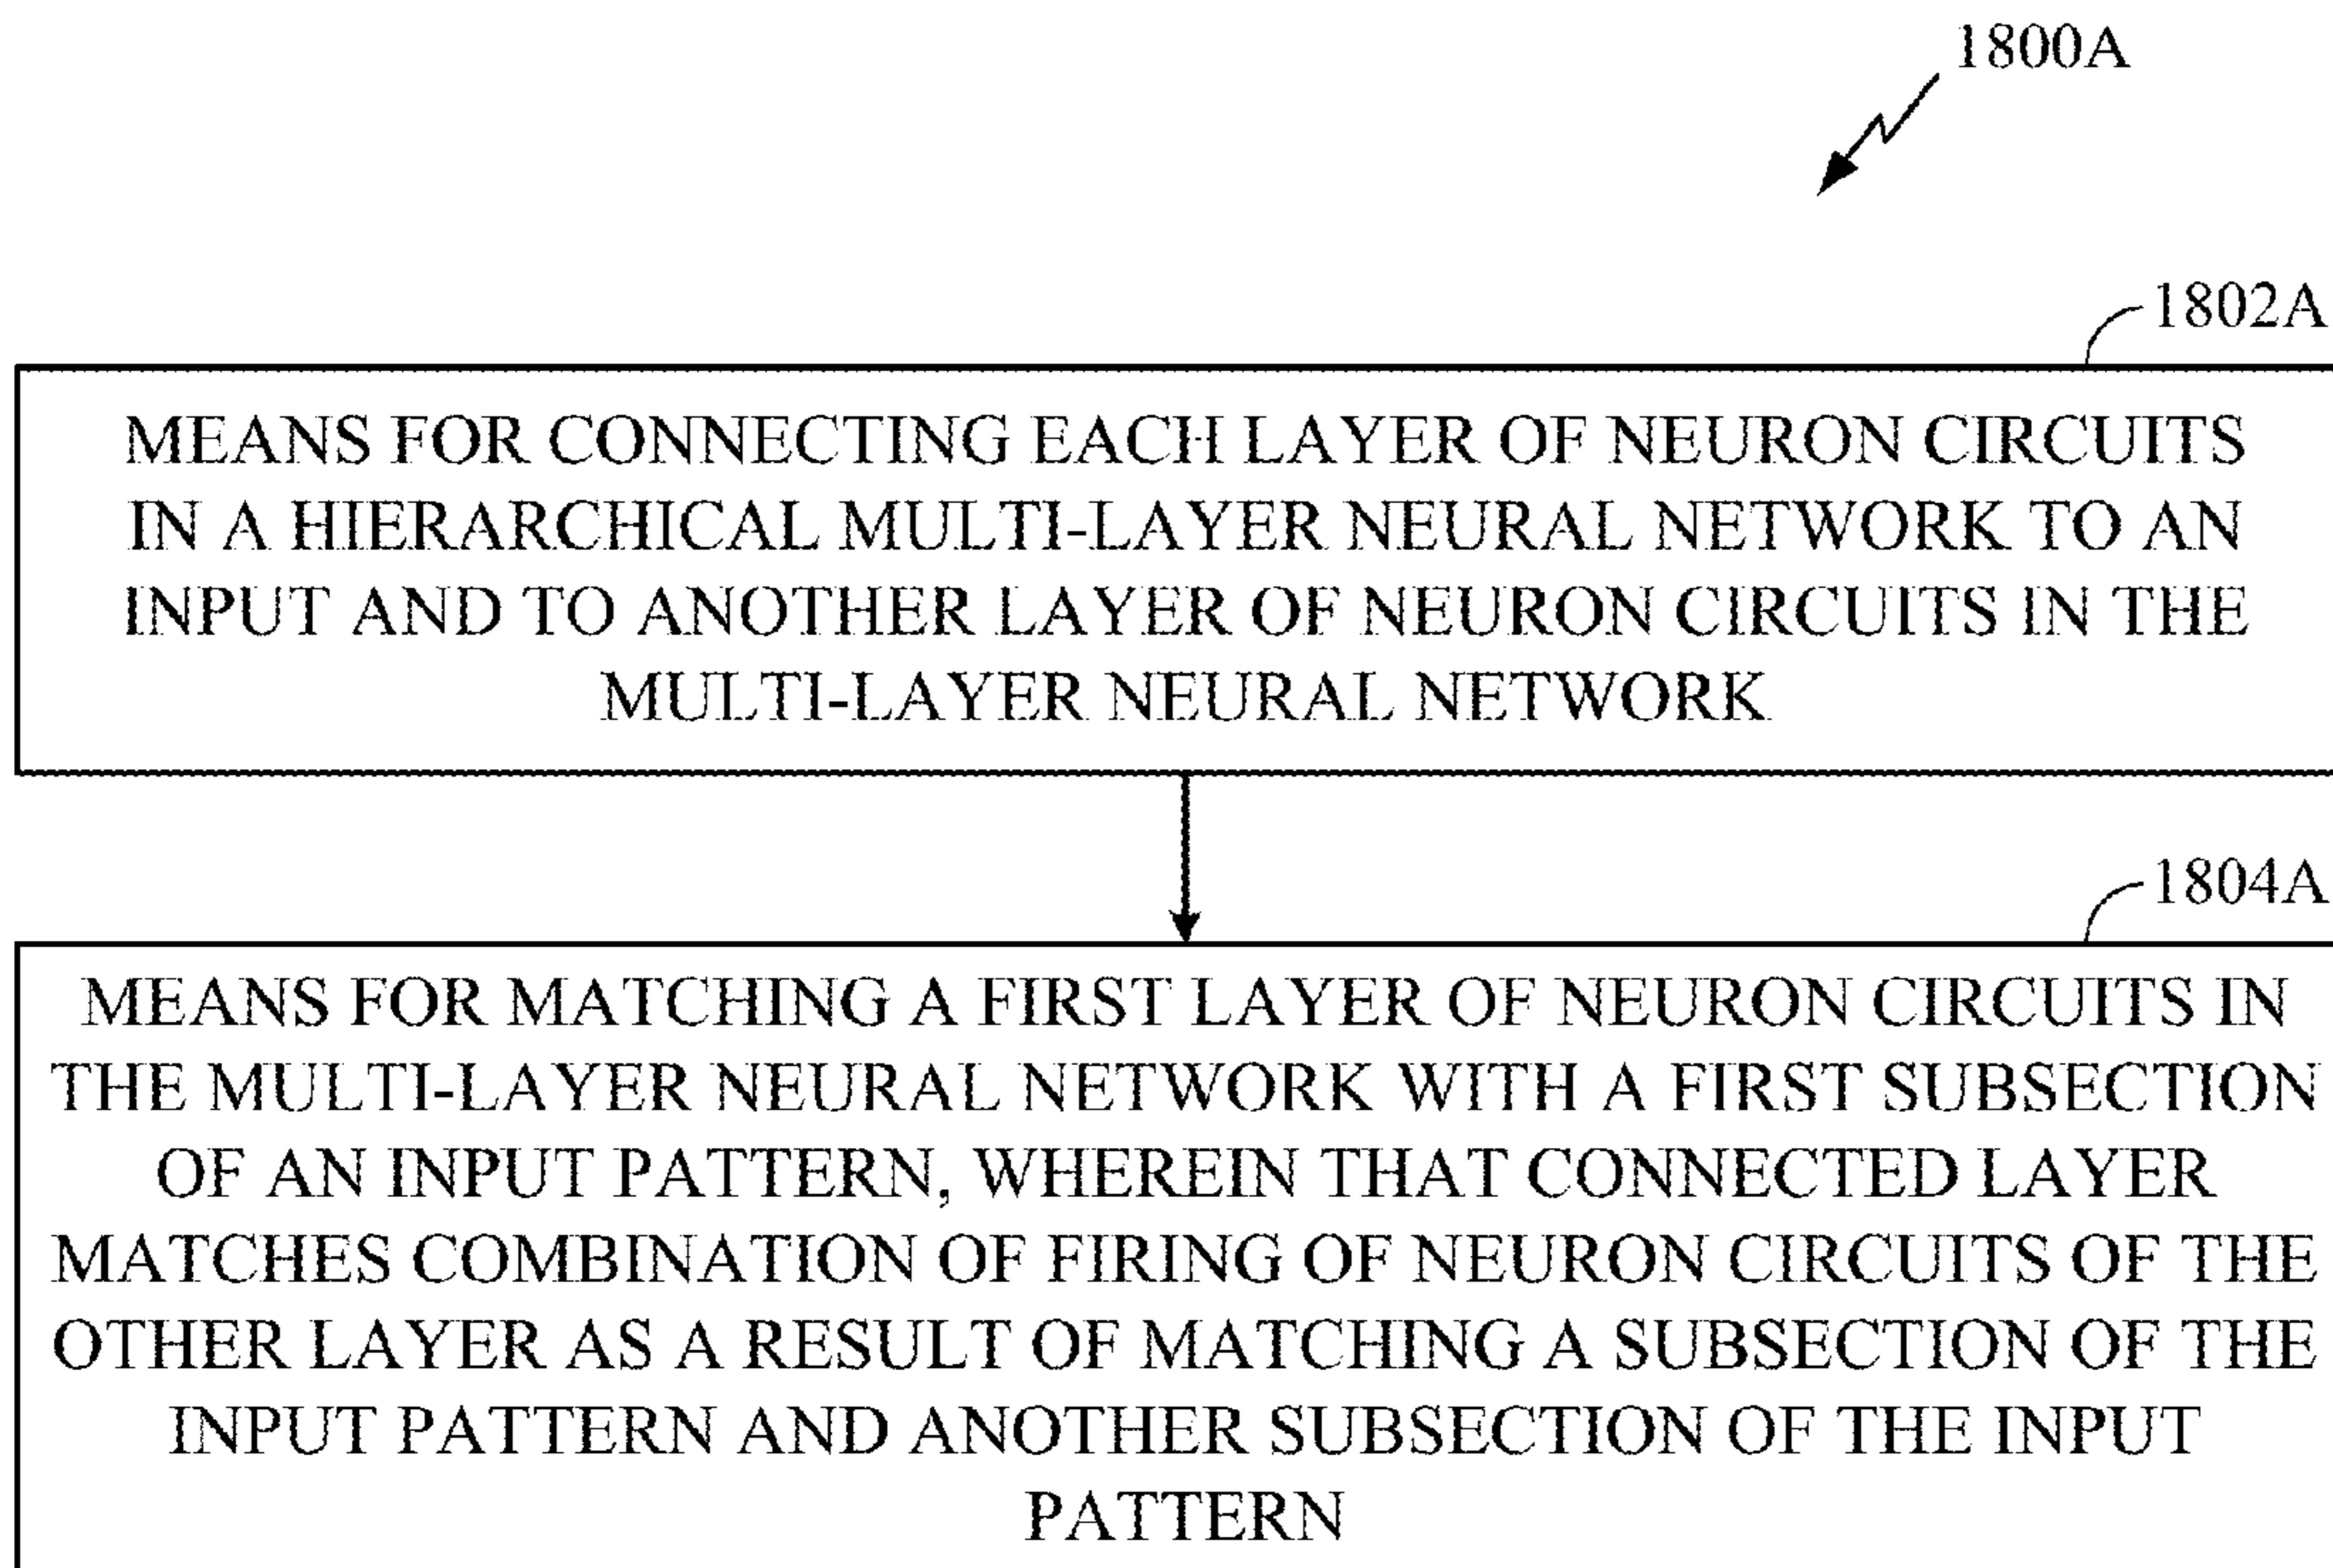 1800A
1802A
MEANS FOR CONNECTING EACH LAYER OF NEURON CIRCUITS
IN A HIERARCHICAL MULTI-LAYER NEURAL NETWORK TO AN
INPUT AND TO ANOTHER LAYER OF NEURON CIRCUITS IN THE
MULTI-LAYER NEURAL NETWORK
1804A
MEANS FOR MATCHING A FIRST LAYER OF NEURON CIRCUITS IN
THE MULTI-LAYER NEURAL NETWORK WITH A FIRST SUBSECTION
OF AN INPUT PATTERN, WHEREIN THAT CONNECTED LAYER
MATCHES COMBINATION OF FIRING OF NEURON CIRCUITS OF THE
OTHER LAYER AS A RESULT OF MATCHING A SUBSECTION OF THE
INPUT PATTERN AND ANOTHER SUBSECTION OF THE INPUT
PATTERN